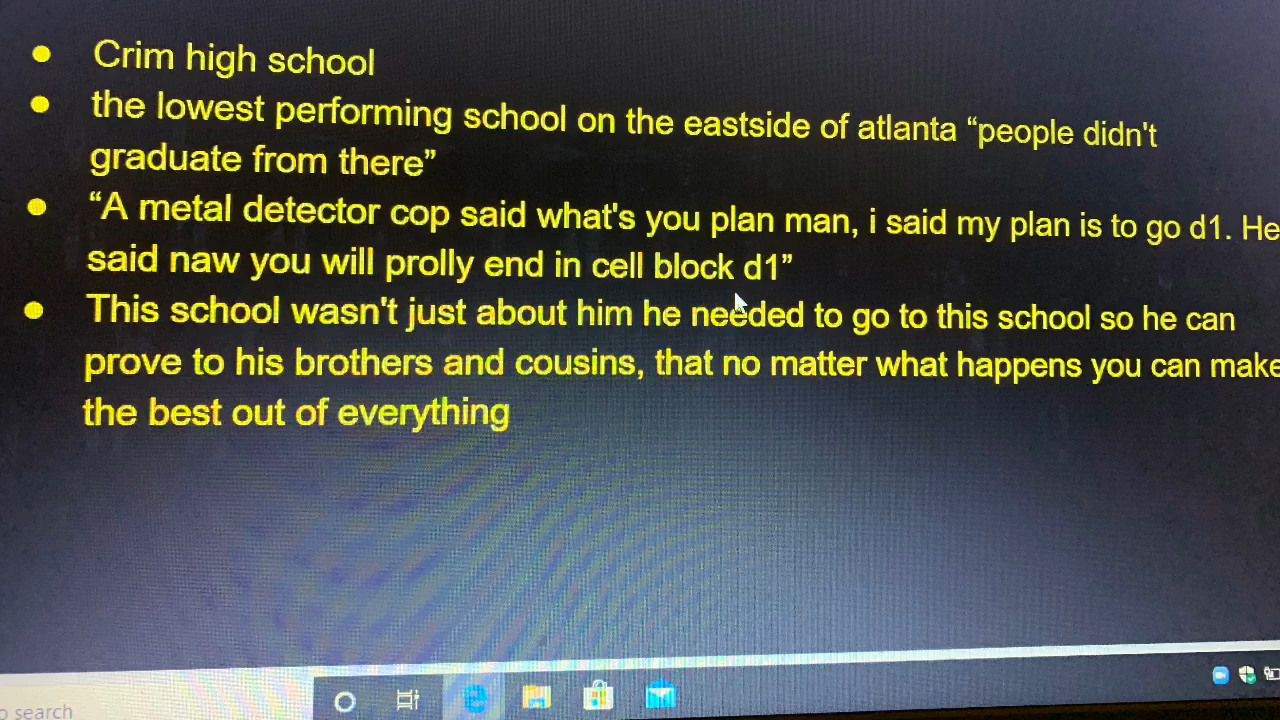 Crim high school
the lowest performing school on the eastside of atlanta “people didn't
graduate from there”
“A metal detector cop said what's you plan man, i said my plan is to go d1. He
said naw you will prolly end in cell block d1”
This school wasn't just about him he needed to go to this school so he can
prove to his brothers and cousins, that no matter what happens you can make
the best out of everything
o search